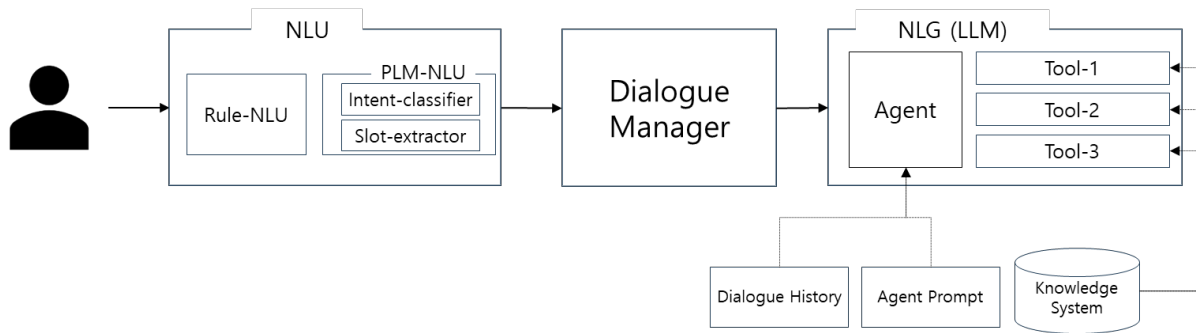 NLU
Rule-NLU
PLM-NLU
Intent-classifier
Slot-extractor
Dialogue
Manager
NLG (LLM)
Agent
Tool-1
Tool-2
Tool-3
Dialogue History
Agent Prompt
Knowledge
System